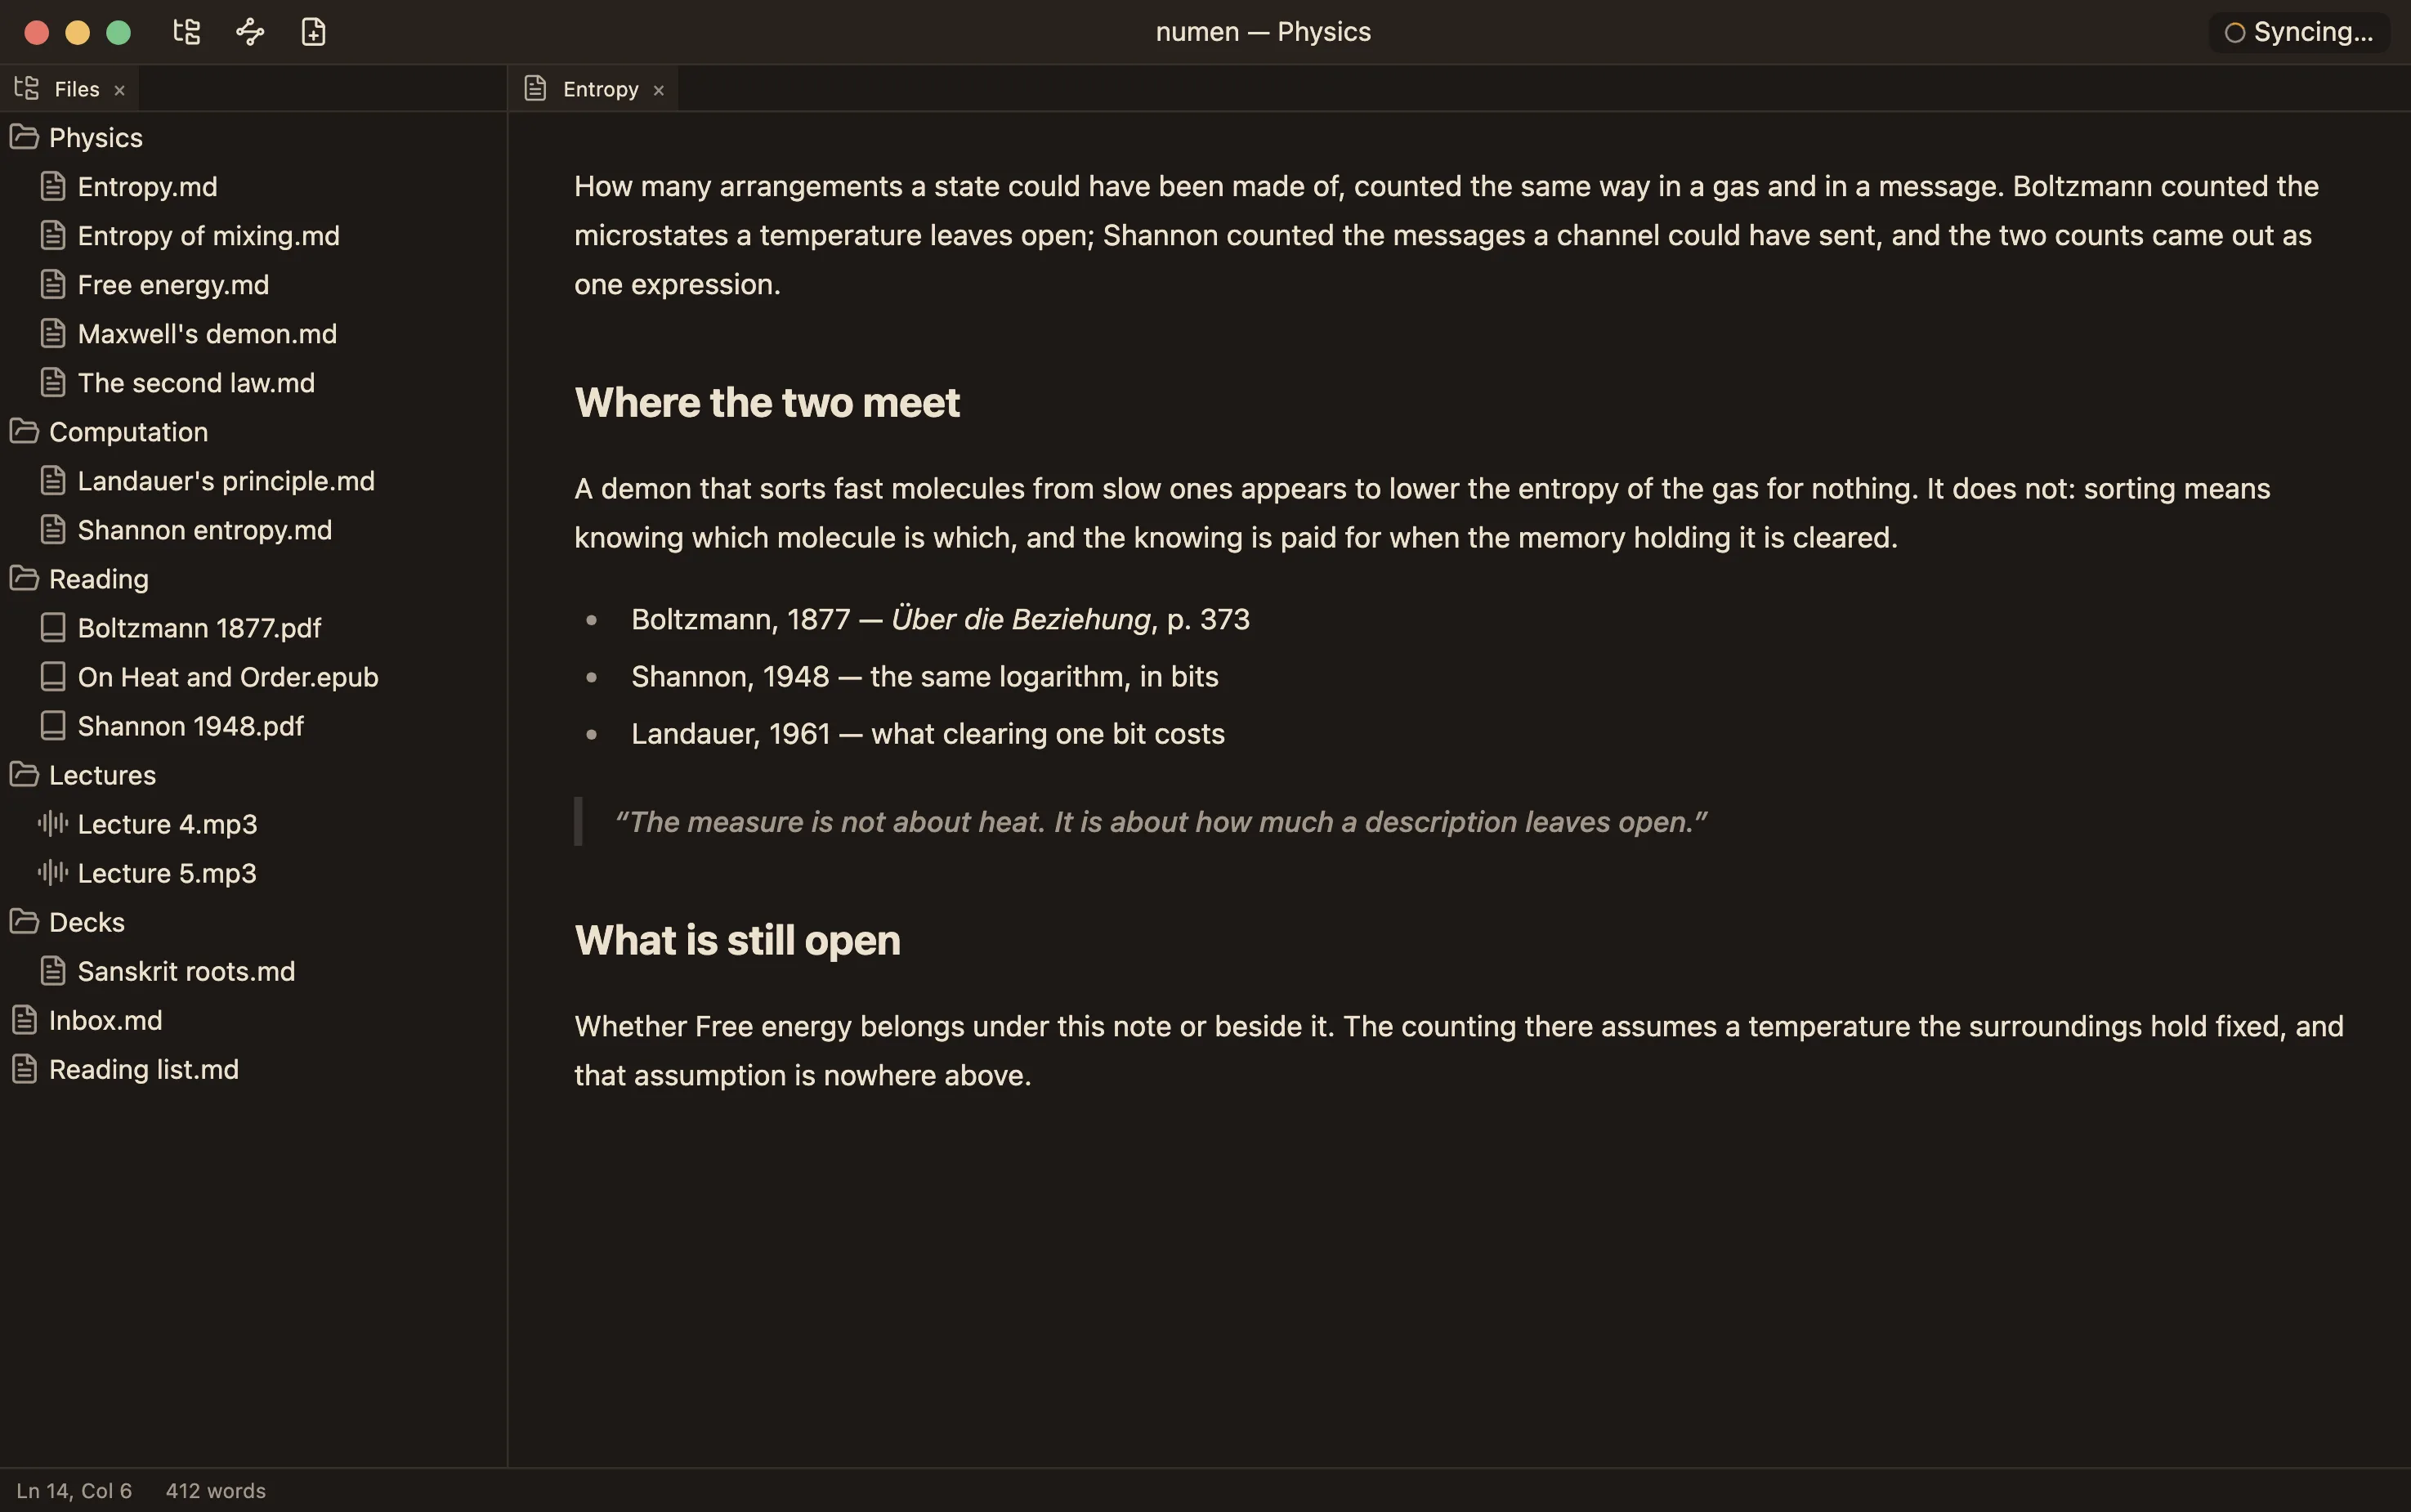 numen — Physics
Syncing...
Files
Entropy
Physics
Entropy.md
Entropy of mixing.md
Free energy.md
Maxwell's demon.md
The second law.md
Computation
Landauer's principle.md
Shannon entropy.md
Reading
Boltzmann 1877.pdf
On Heat and Order.epub
Shannon 1948.pdf
Lectures
Lecture 4.mp3
Lecture 5.mp3
Decks
Sanskrit roots.md
Inbox.md
Reading list.md
How many arrangements a state could have been made of, counted the same way in a gas and in a message. Boltzmann counted the
microstates a temperature leaves open; Shannon counted the messages a channel could have sent, and the two counts came out as
one expression.
Where the two meet
A demon that sorts fast molecules from slow ones appears to lower the entropy of the gas for nothing. It does not: sorting means
knowing which molecule is which, and the knowing is paid for when the memory holding it is cleared.
• Boltzmann, 1877 — Über die Beziehung, p. 373
• Shannon, 1948 — the same logarithm, in bits
• Landauer, 1961 — what clearing one bit costs
“The measure is not about heat. It is about how much a description leaves open.”
What is still open
Whether Free energy belongs under this note or beside it. The counting there assumes a temperature the surroundings hold fixed, and
that assumption is nowhere above.
Ln 14, Col 6
412 words